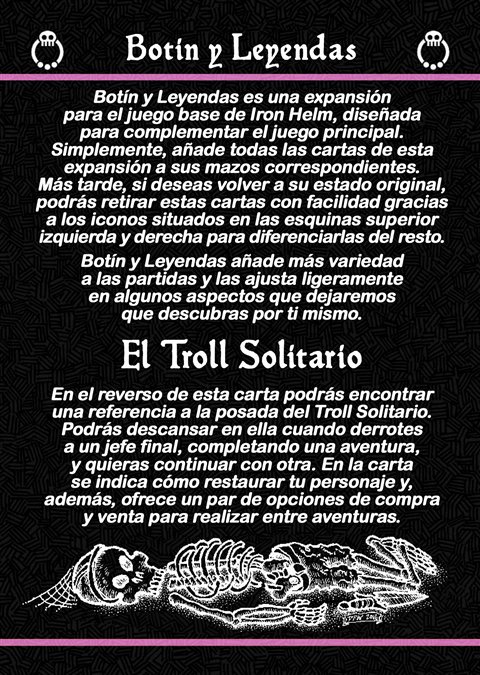 Botín y Leyendas
Botín y Leyendas es una expansión
para el juego base de Iron Helm, diseñada
para complementar el juego principal.
Simplemente, añade todas las cartas de esta
expansión a sus mazos correspondientes.
Más tarde, si deseas volver a su estado original,
podrás retirar estas cartas con facilidad gracias
a los iconos situados en las esquinas superior
izquierda y derecha para diferenciarlas del resto.
Botín y Leyendas añade más variedad
a las partidas y las ajusta ligeramente
en algunos aspectos que dejaremos
que descubras por ti mismo.
El Troll Solitario
En el reverso de esta carta podrás encontrar
una referencia a la posada del Troll Solitario.
Podrás descansar en ella cuando derrotes
a un jefe final, completando una aventura,
y quieras continuar con otra. En la carta
se indica cómo restaurar tu personaje y,
además, ofrece un par de opciones de compra
y venta para realizar entre aventuras.